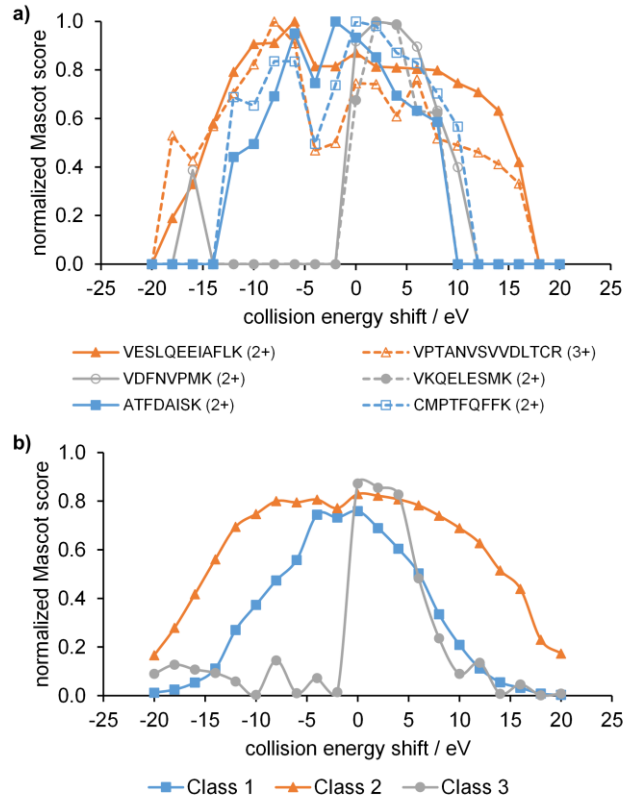 a)
1.0
0.8
0.6
0.4
0.2
0.0
normalized Mascot score
-25 -20 -15 -10 -5 0 5 10 15 20 25
collision energy shift / eV
VESLQEEIAFLK (2+) VPTANVSVVDLTCR (3+)
VDFNVPMK (2+) VKQELESMK (2+)
ATFDAISK (2+) CMPTFQFFK (2+)
b)
1.0
0.8
0.6
0.4
0.2
0.0
normalized Mascot score
-25 -20 -15 -10 -5 0 5 10 15 20 25
collision energy shift / eV
Class 1 Class 2 Class 3